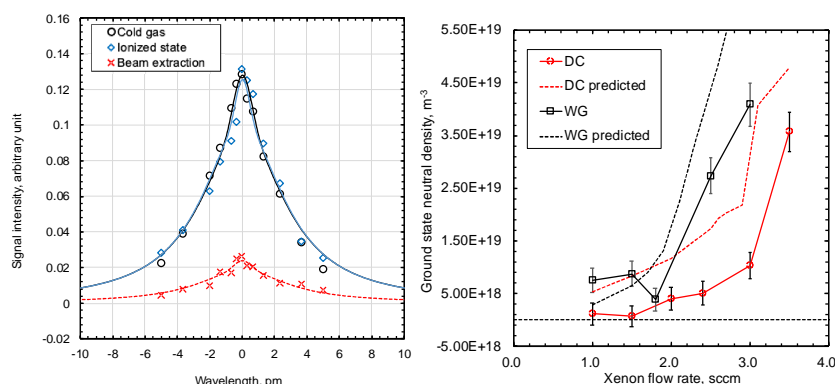 0.16
0.14
0.12
0.1
0.08
0.06
0.04
0.02
0
-0.02
Signal intensity, arbitrary unit
Cold gas
Ionized state
Beam extraction
-10 -8 -6 -4 -2 0 2 4 6 8 10
Wavelength, pm
5.50E+19
4.50E+19
3.50E+19
2.50E+19
1.50E+19
5.00E+18
-5.00E+18
Ground state neutral density, m-3
DC
DC predicted
WG
WG predicted
0.0 1.0 2.0 3.0 4.0
Xenon flow rate, sccm